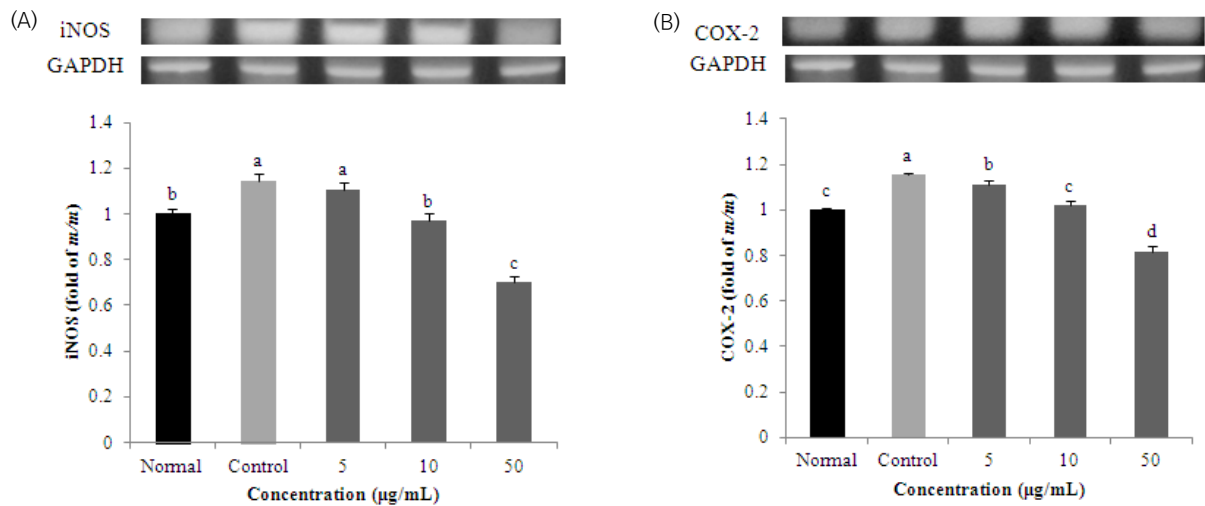 (A)
iNOS
GAPDH
iNOS (fold of m/m)
1.4
1.2
1
0.8
0.6
0.4
0.2
0
b
a
a
b
c
Normal Control 5 10 50
Concentration (µg/mL)
(B)
COX-2
GAPDH
COX-2 (fold of m/m)
1.4
1.2
1
0.8
0.6
0.4
0.2
0
c
a
b
c
d
Normal Control 5 10 50
Concentration (µg/mL)